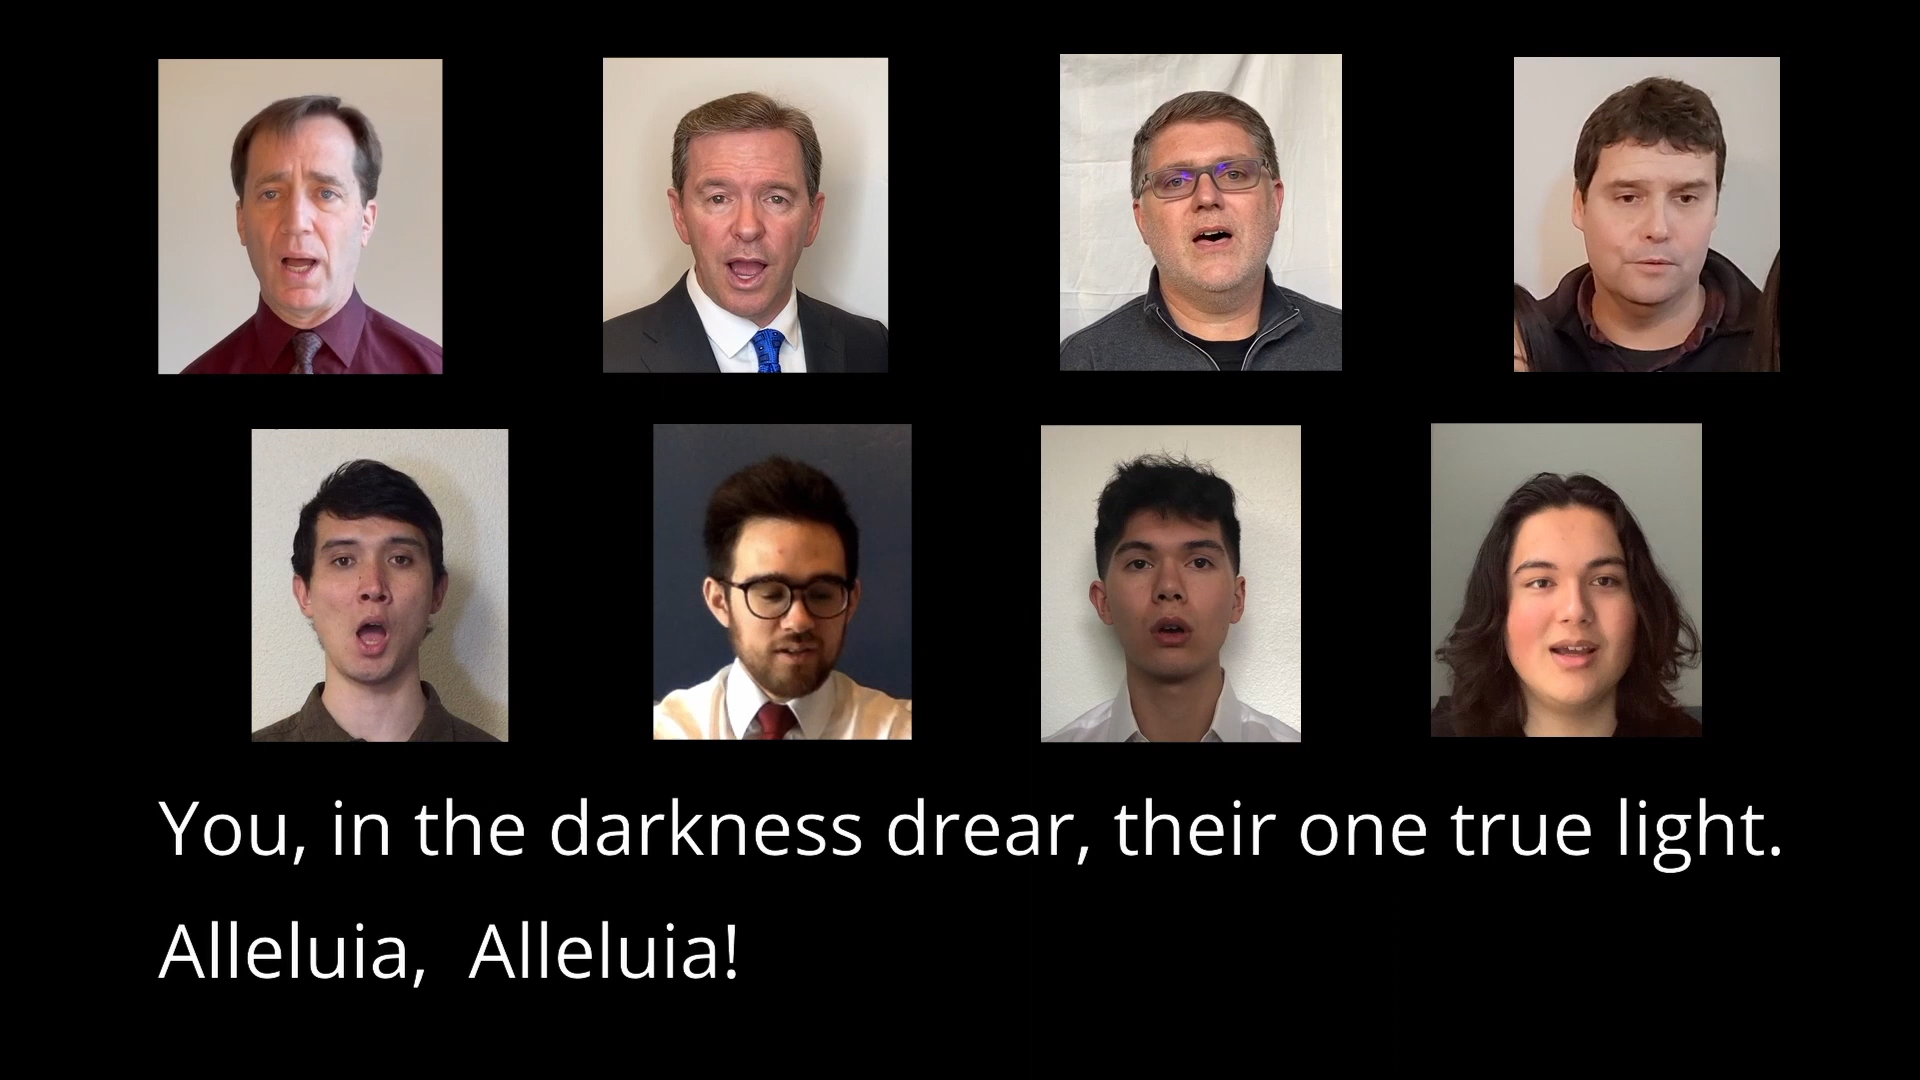 You, in the darkness drear, their one true light.
Alleluia,  Alleluia!